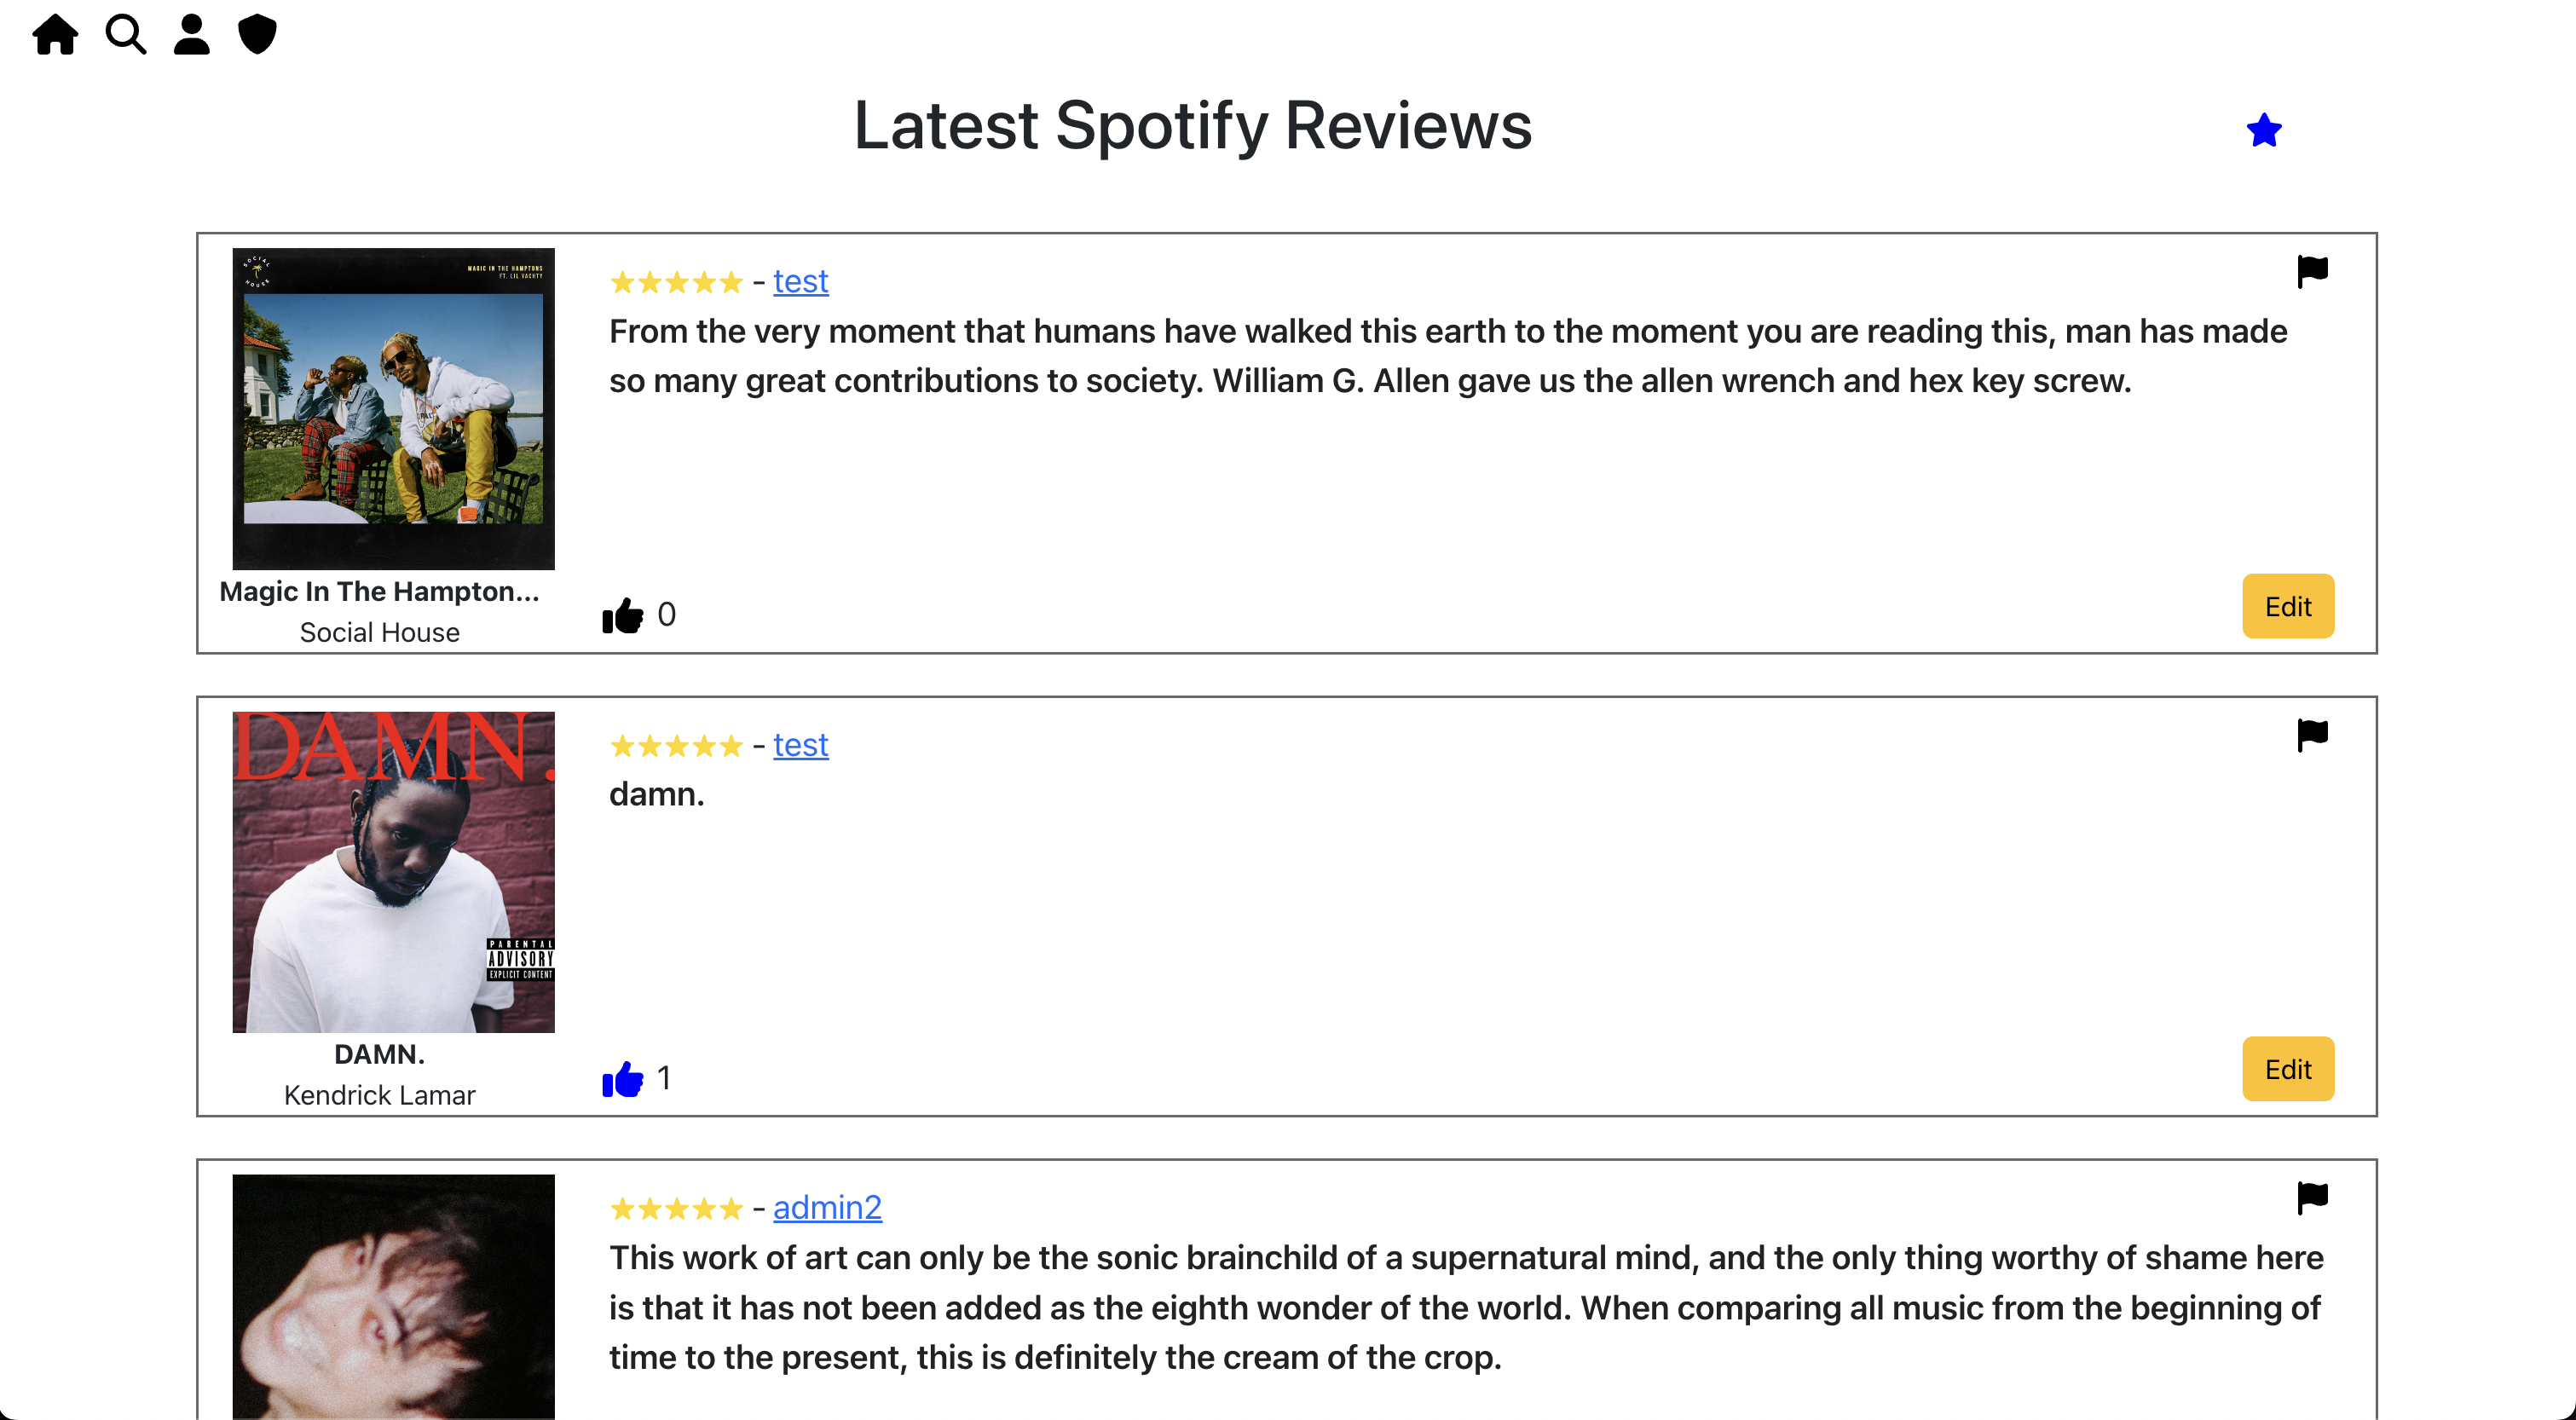 Latest Spotify Reviews
SOCIAL
HOUSE
MAGIC IN THE HAMPTONS
FT. LIL YACHTY
- test
From the very moment that humans have walked this earth to the moment you are reading this, man has made
so many great contributions to society. William G. Allen gave us the allen wrench and hex key screw.
Magic In The Hampton...
Social House
0
Edit
DAMN.
PARENTAL
ADVISORY
EXPLICIT CONTENT
- test
damn.
DAMN.
Kendrick Lamar
1
Edit
- admin2
This work of art can only be the sonic brainchild of a supernatural mind, and the only thing worthy of shame here
is that it has not been added as the eighth wonder of the world. When comparing all music from the beginning of
time to the present, this is definitely the cream of the crop.